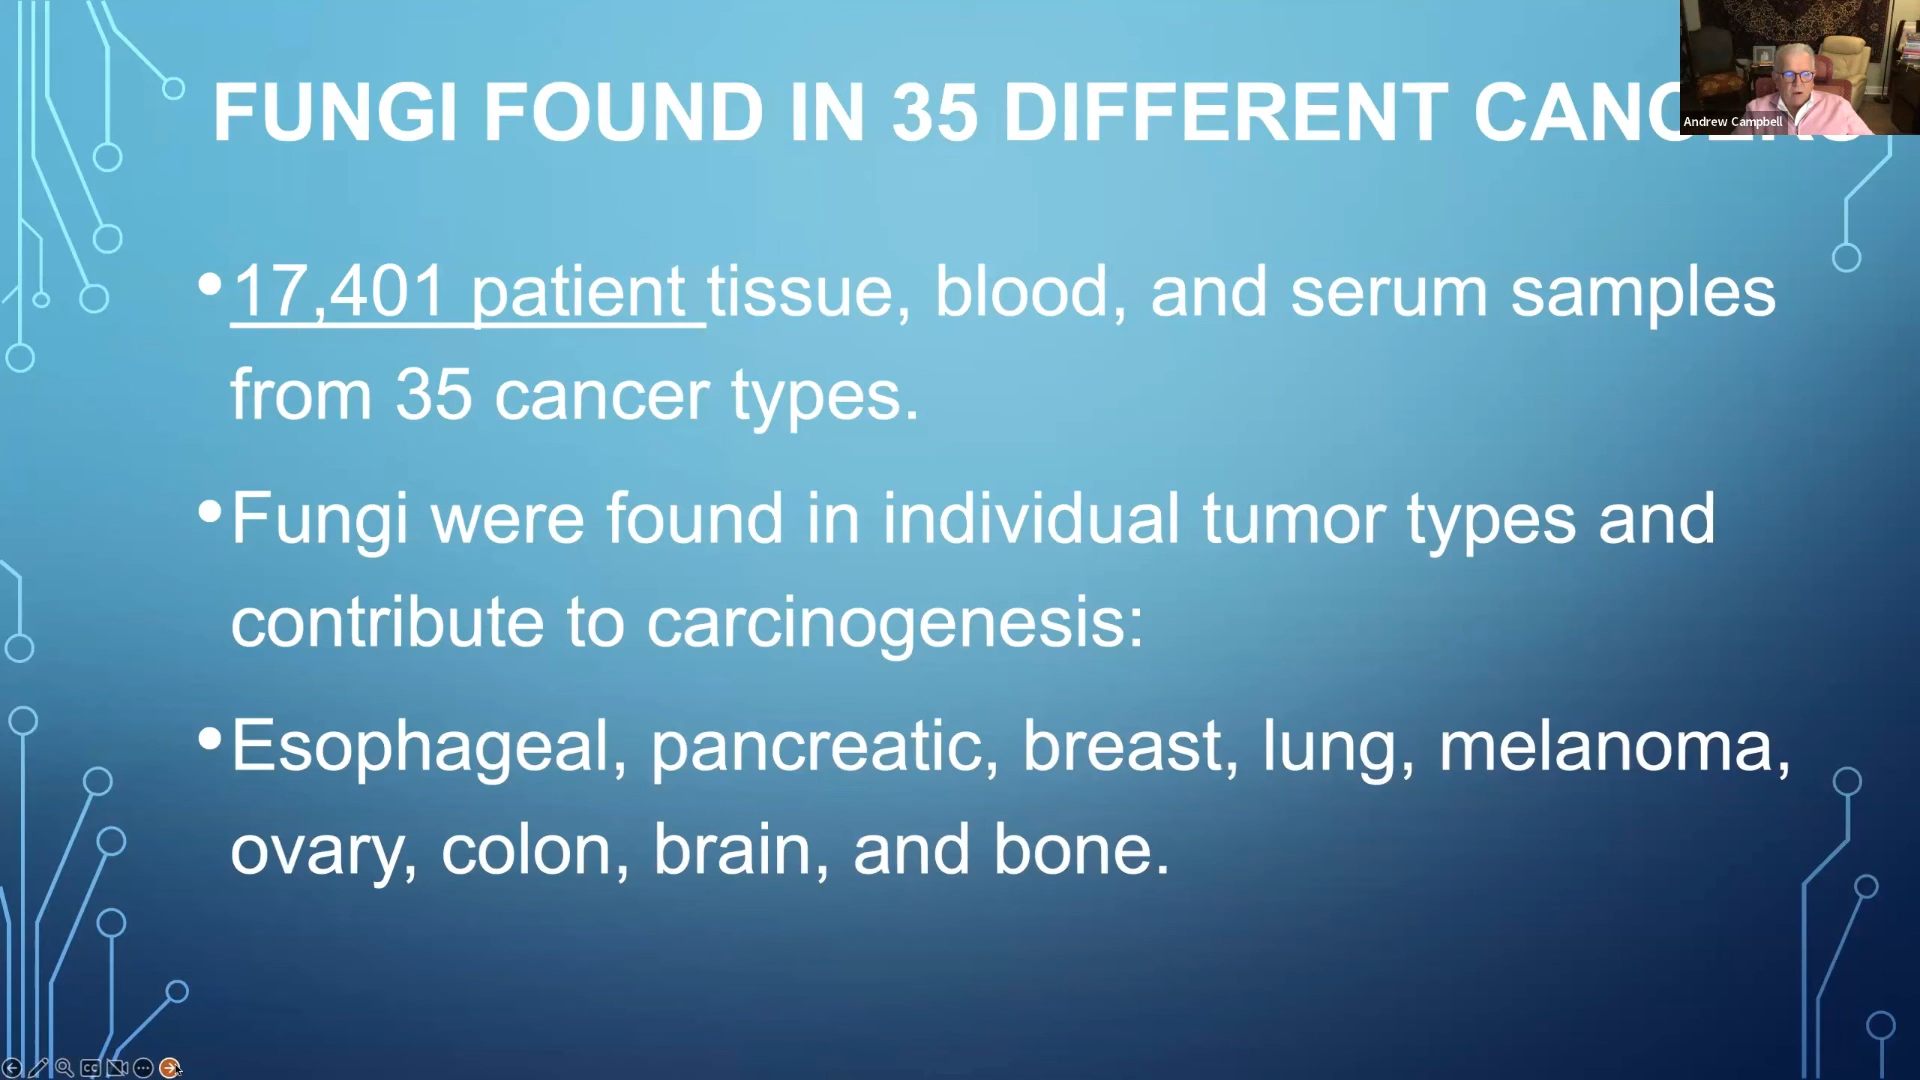 FUNGI FOUND IN 35 DIFFERENT
Andrew Campbell
•17,401 patient tissue, blood, and serum samples
from 35 cancer types.
•Fungi were found in individual tumor types and
contribute to carcinogenesis:
•Esophageal, pancreatic, breast, lung, melanoma,
ovary, colon, brain, and bone.
CC